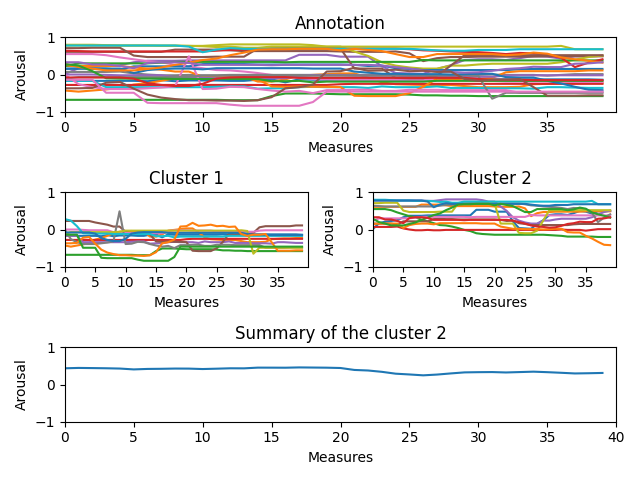 Annotation
1
0
−1
Arousal
0 5 10 15 20 25 30 35
Measures
Cluster 1
1
0
−1
Arousal
0 5 10 15 20 25 30 35
Measures
Cluster 2
1
0
−1
Arousal
0 5 10 15 20 25 30 35
Measures
Summary of the cluster 2
1
0
−1
Arousal
0 5 10 15 20 25 30 35 40
Measures